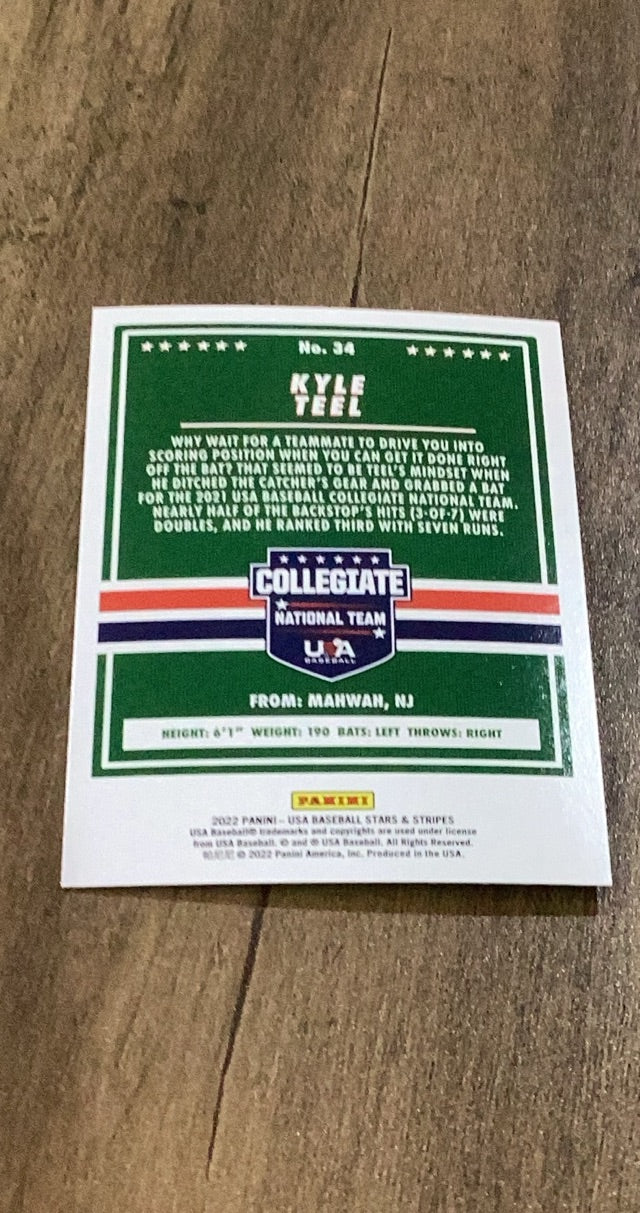 No. 34
KYLE
TEEL
WHY WAIT FOR A TEAMMATE TO DRIVE YOU INTO
SCORING POSITION WHEN YOU CAN GET IT DONE RIGHT
OFF THE BAT? THAT SEEMED TO BE TEEL'S MINDSET WHEN
HE DITCHED THE CATCHER'S GEAR AND GRABBED A BAT
FOR THE 2021 USA BASEBALL COLLEGIATE NATIONAL TEAM.
NEARLY HALF OF THE BACKSTOP'S HITS (3-OF-7) WERE
DOUBLES, AND HE RANKED THIRD WITH SEVEN RUNS.
COLLEGIATE
NATIONAL TEAM
USA
BASEBALL
FROM: MAHWAH, NJ
HEIGHT: 6'1" WEIGHT: 190 BATS: LEFT THROWS: RIGHT
PANINI
2022 PANINI – USA BASEBALL STARS & STRIPES
USA Baseball® trademarks and copyrights are used under license
from USA Baseball. © and ® USA Baseball. All Rights Reserved.
帕尼尼 © 2022 Panini America, Inc. Produced in the USA.